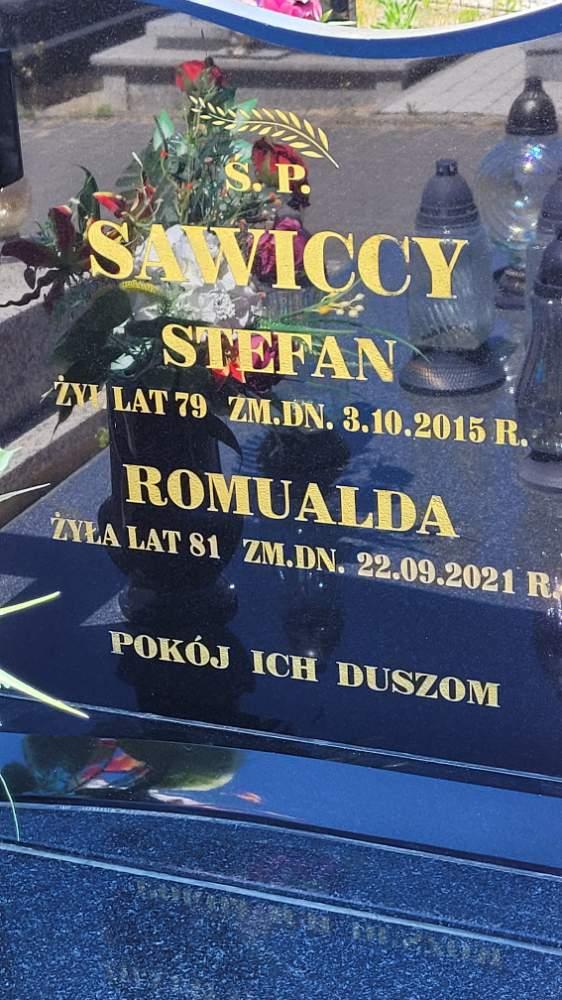 Ś. P.
SAWICCY
STEFAN
ŻYŁ LAT 79 ZM.DN. 3.10.2015 R.
ROMUALDA
ŻYŁA LAT 81 ZM.DN. 22.09.2021 R.
POKÓJ ICH DUSZOM